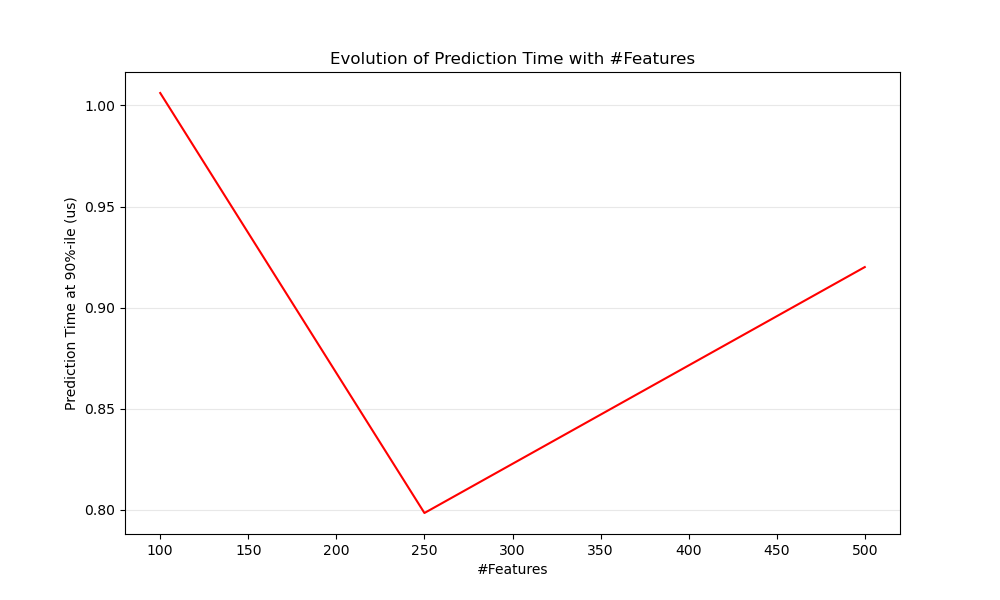 Evolution of Prediction Time with #Features
Prediction Time at 90%-ile (us)
1.00
0.95
0.90
0.85
0.80
100 150 200 250 300 350 400 450 500
#Features